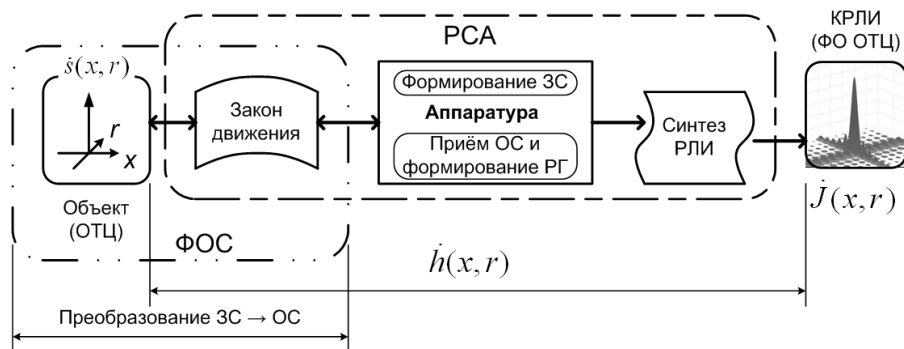 КРЛИ
(ФО ОТЦ)
РСА
ṡ(x, r)
r
x
Закон
движения
Формирование ЗС
Аппаратура
Приём ОС и
формирование РГ
Синтез
РЛИ
Объект
(ОТЦ)
ФОС
J̇(x, r)
ḣ(x, r)
Преобразование ЗС → ОС